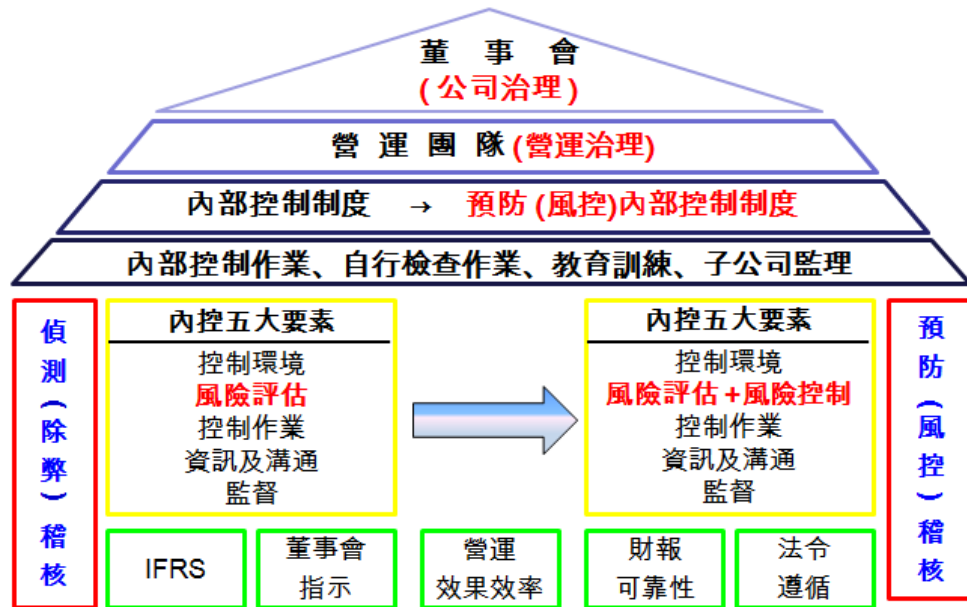 董 事 會
(公司治理)
營 運 團 隊(營運治理)
內部控制制度 → 預防(風控)內部控制制度
內部控制作業、自行檢查作業、教育訓練、子公司監理
偵測(除弊)稽核
內控五大要素
控制環境
風險評估
控制作業
資訊及溝通
監督
內控五大要素
控制環境
風險評估+風險控制
控制作業
資訊及溝通
監督
預防(風控)稽核
IFRS
董事會
指示
營運
效果效率
財報
可靠性
法令
遵循